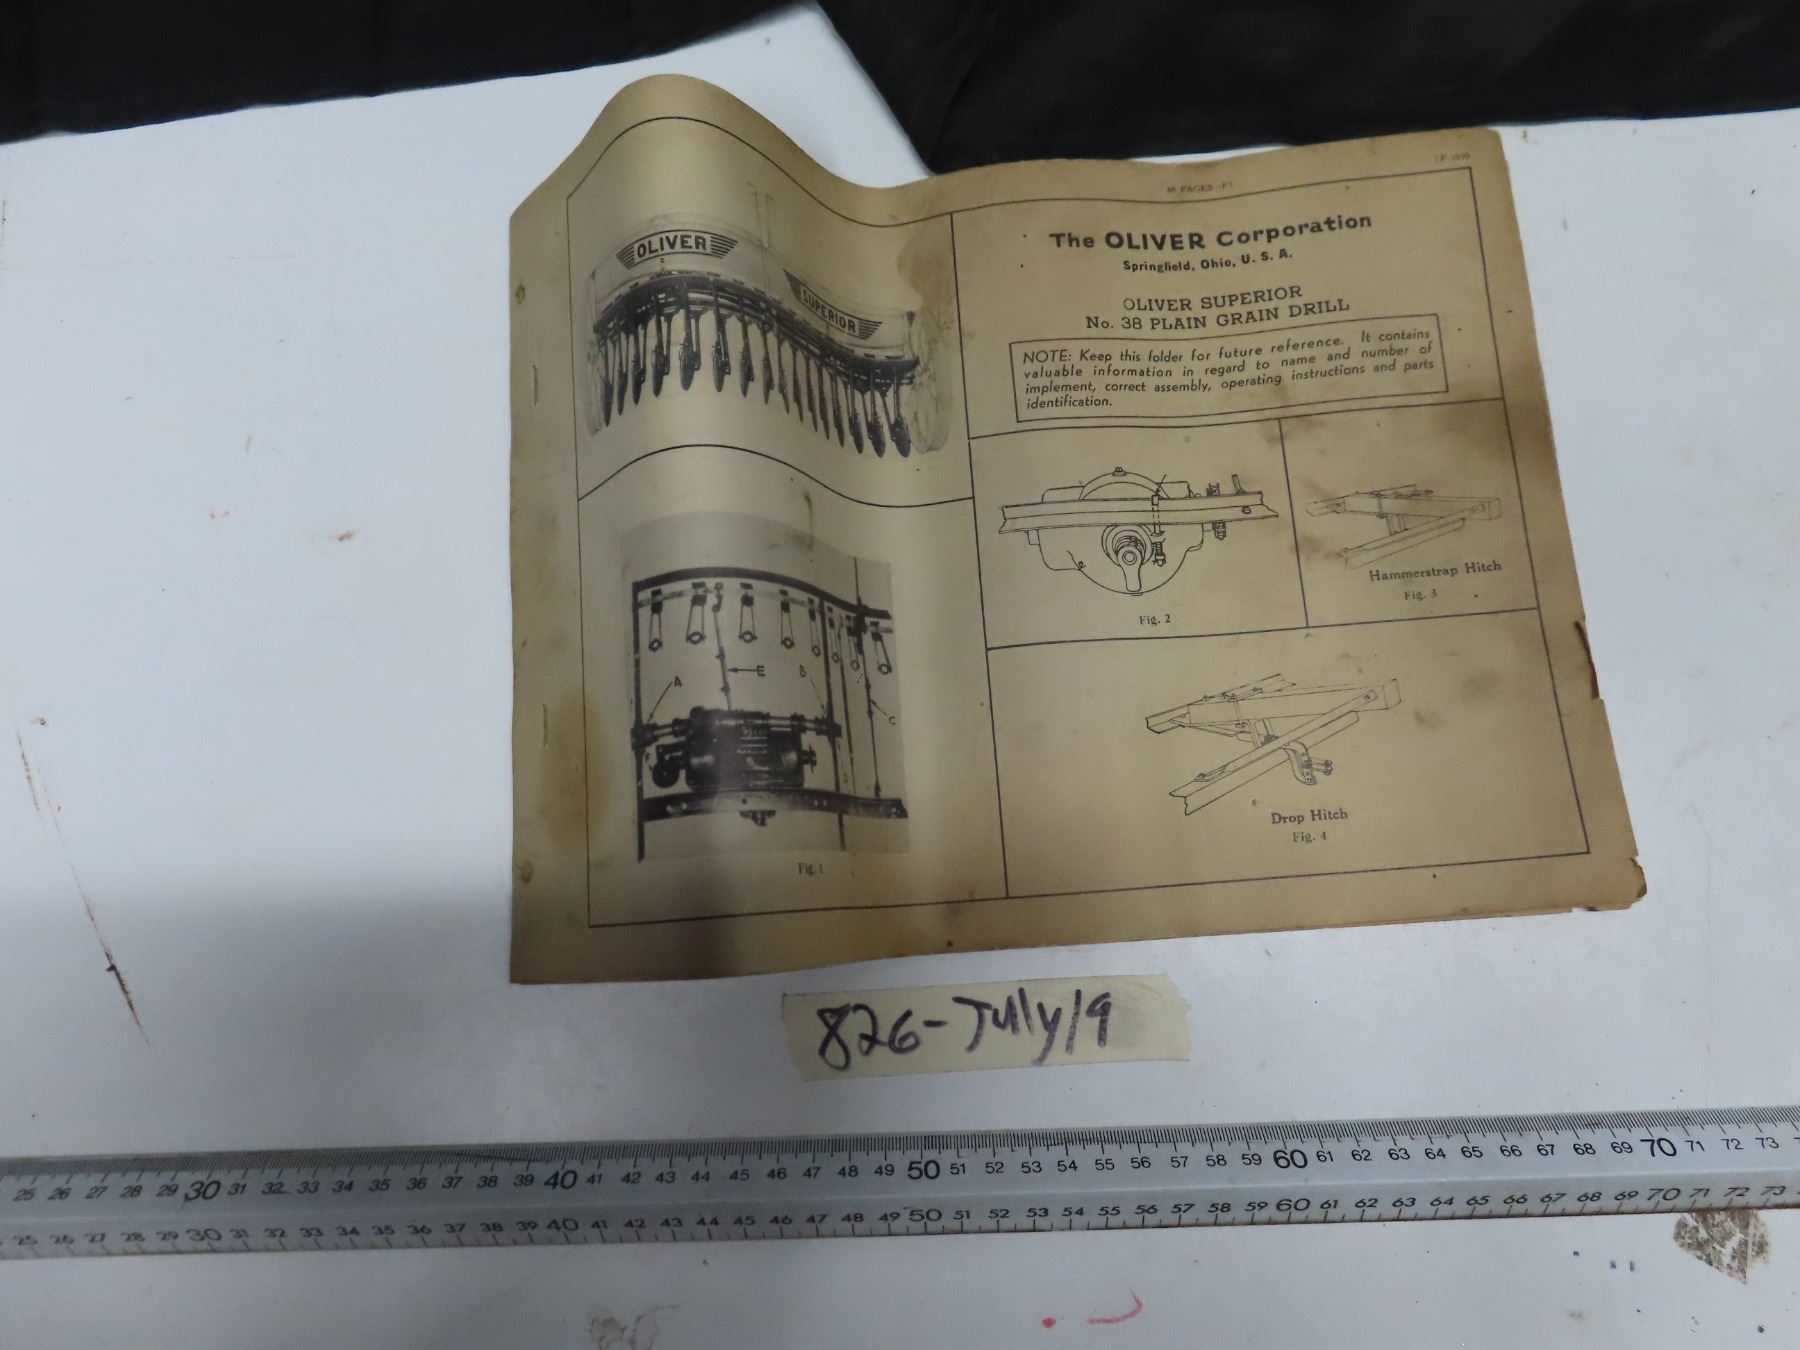 46 PAGES—P1
The OLIVER Corporation
Springfield, Ohio, U. S. A.
OLIVER SUPERIOR
No. 38 PLAIN GRAIN DRILL
NOTE: Keep this folder for future reference. It contains
valuable information in regard to name and number of
implement, correct assembly, operating instructions and parts
identification.
OLIVER
SUPERIOR
A
E
B
C
D
Fig. 1
Fig. 2
Hammerstrap Hitch
Fig. 3
Drop Hitch
Fig. 4
826-Jully/9
25 26 27 28 29 30 31 32 33 34 35 36 37 38 39 40 41 42 43 44 45 46 47 48 49 50 51 52 53 54 55 56 57 58 59 60 61 62 63 64 65 66 67 68 69 70 71 72 73
25 26 27 28 29 30 31 32 33 34 35 36 37 38 39 40 41 42 43 44 45 46 47 48 49 50 51 52 53 54 55 56 57 58 59 60 61 62 63 64 65 66 67 68 69 70 71 72 73